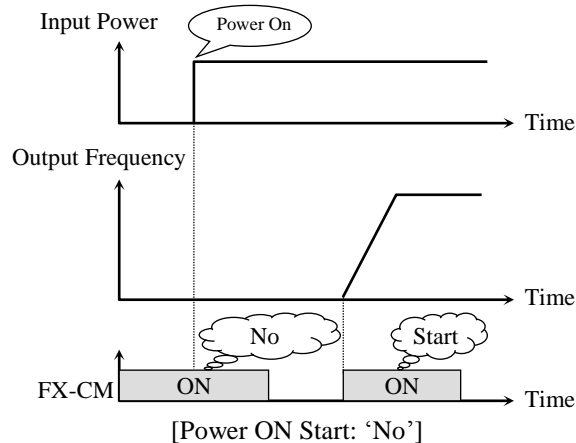 Input Power
Power On
Time
Output Frequency
Time
No
Start
FX-CM
ON
ON
Time
[Power ON Start: ‘No’]